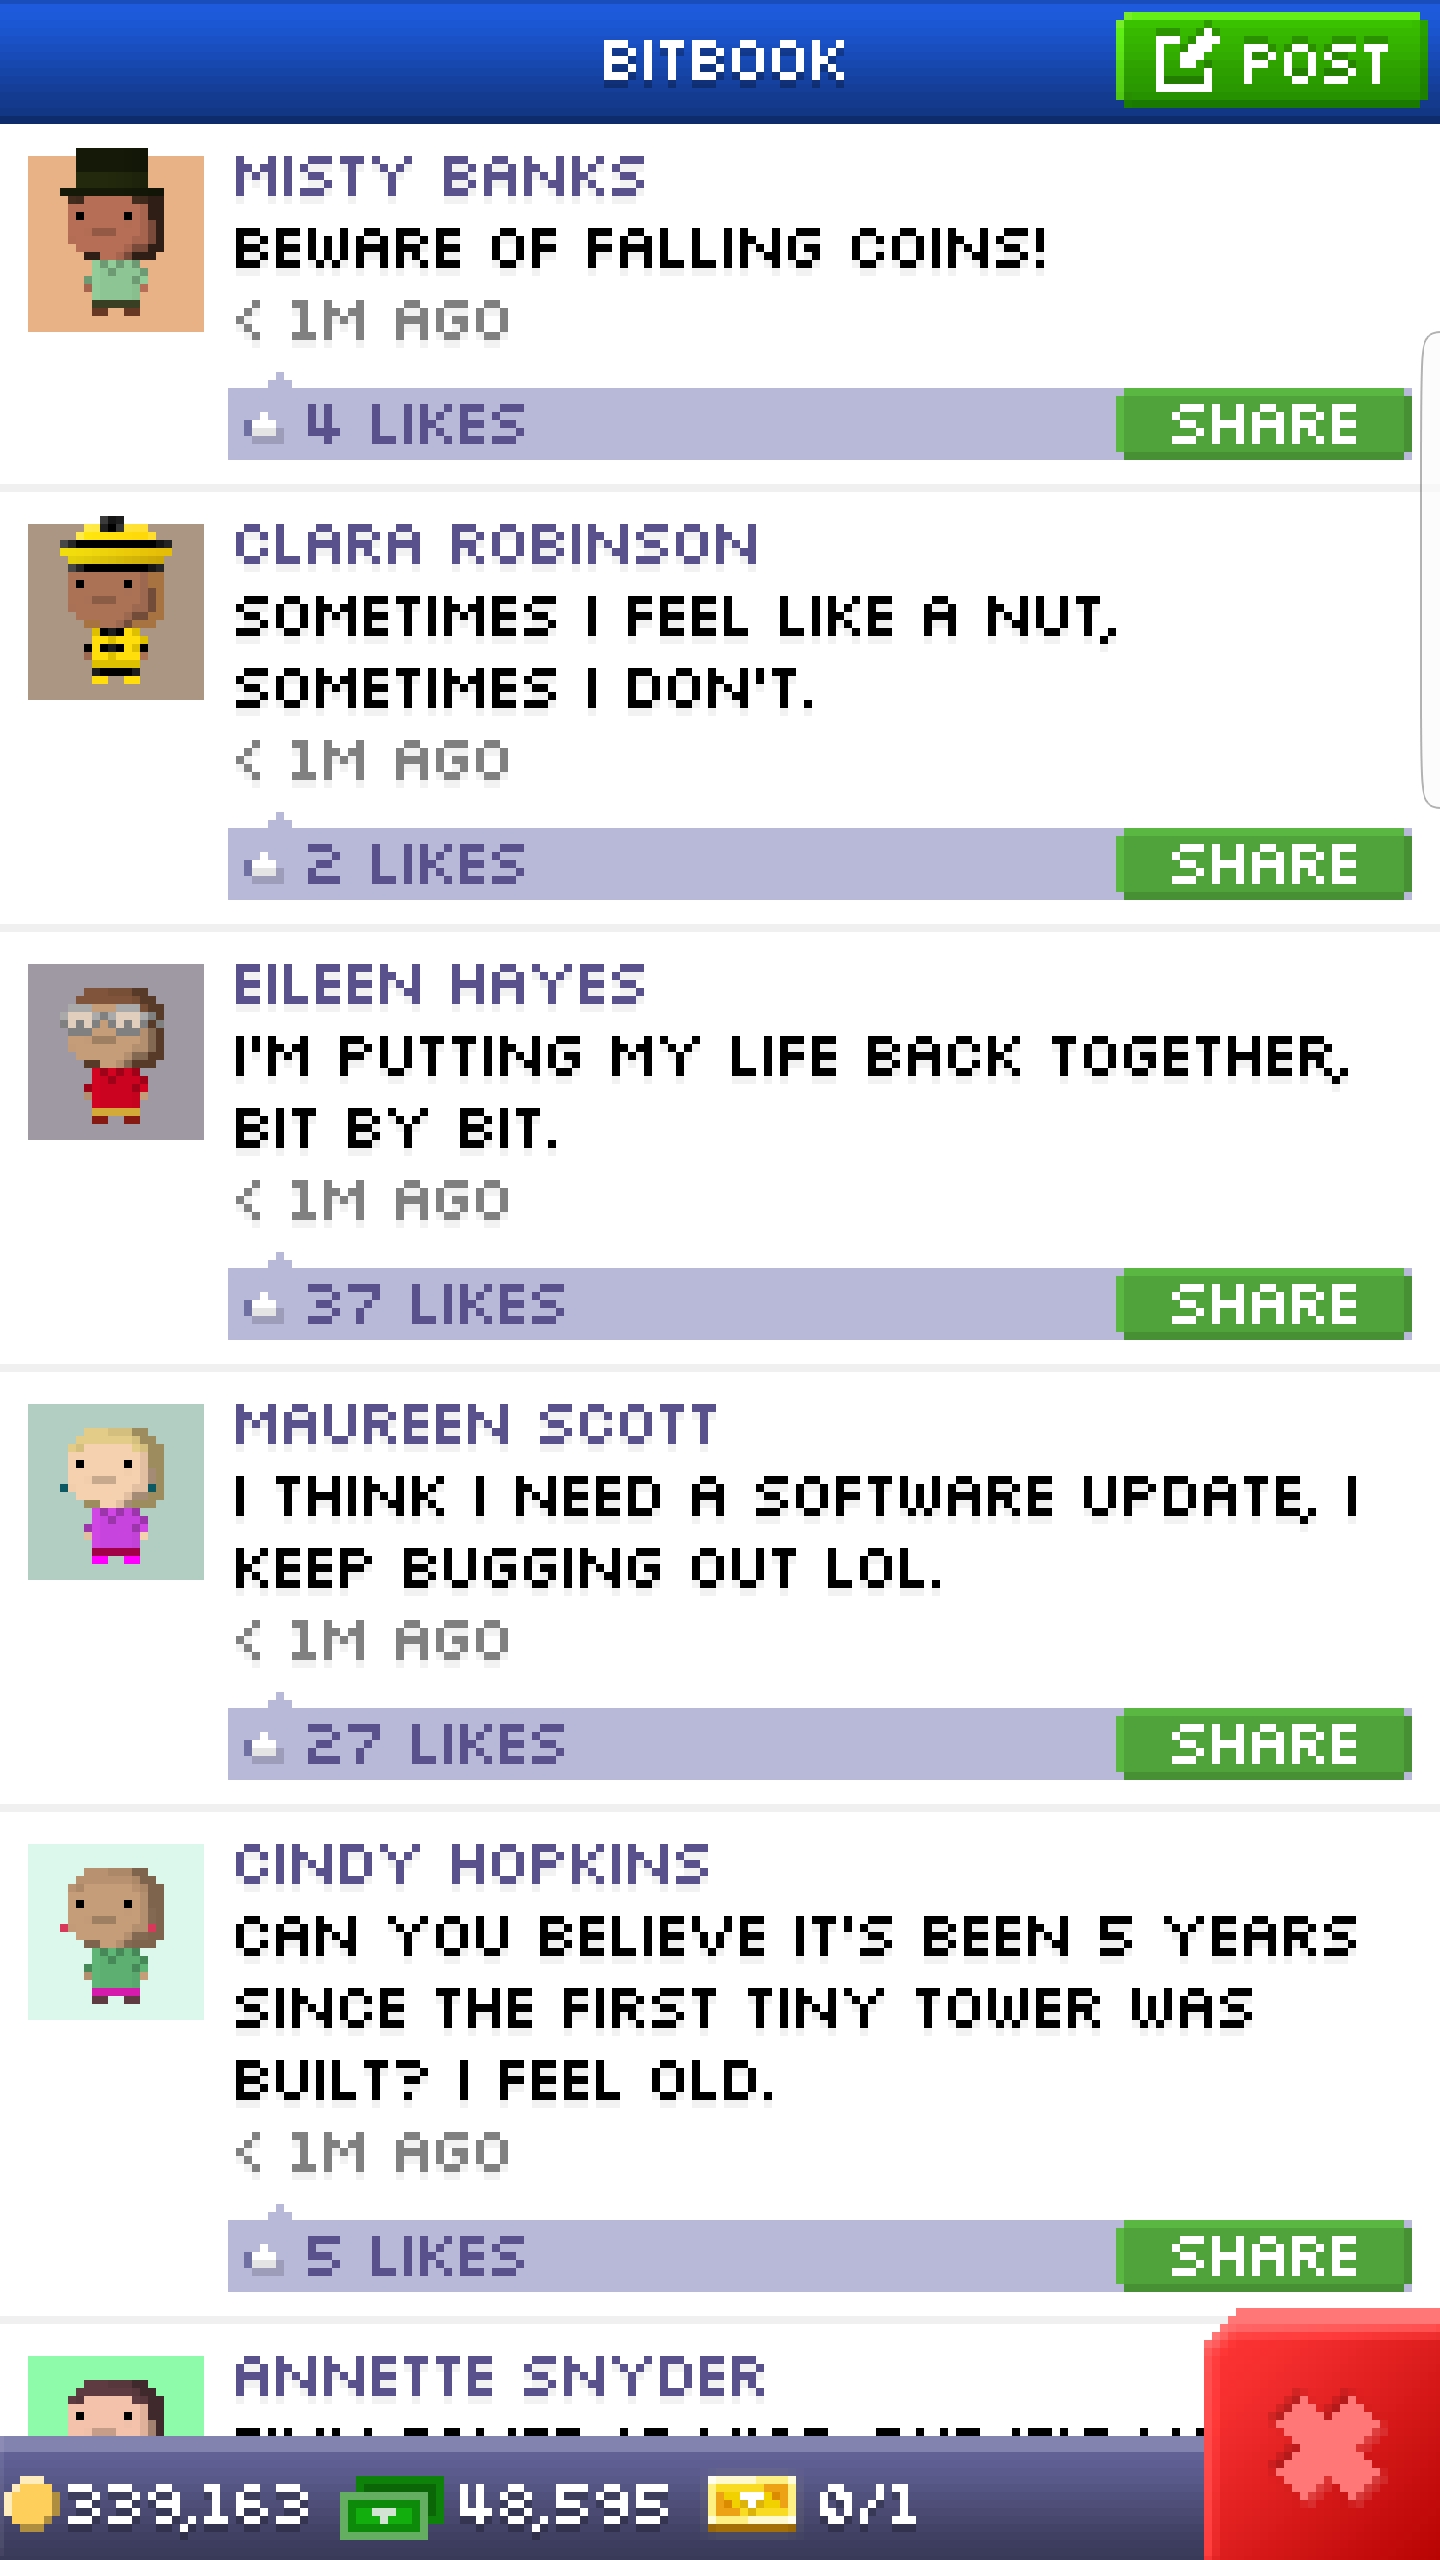 BITBOOK
POST
MISTY BANKS
BEWARE OF FALLING COINS!
< 1M AGO
4 LIKES
SHARE
CLARA ROBINSON
SOMETIMES I FEEL LIKE A NUT,
SOMETIMES I DON'T.
< 1M AGO
2 LIKES
SHARE
EILEEN HAYES
I'M PUTTING MY LIFE BACK TOGETHER,
BIT BY BIT.
< 1M AGO
37 LIKES
SHARE
MAUREEN SCOTT
I THINK I NEED A SOFTWARE UPDATE, I
KEEP BUGGING OUT LOL.
< 1M AGO
27 LIKES
SHARE
CINDY HOPKINS
CAN YOU BELIEVE IT'S BEEN 5 YEARS
SINCE THE FIRST TINY TOWER WAS
BUILT? I FEEL OLD.
< 1M AGO
5 LIKES
SHARE
ANNETTE SNYDER
339,163 48,595 0/1